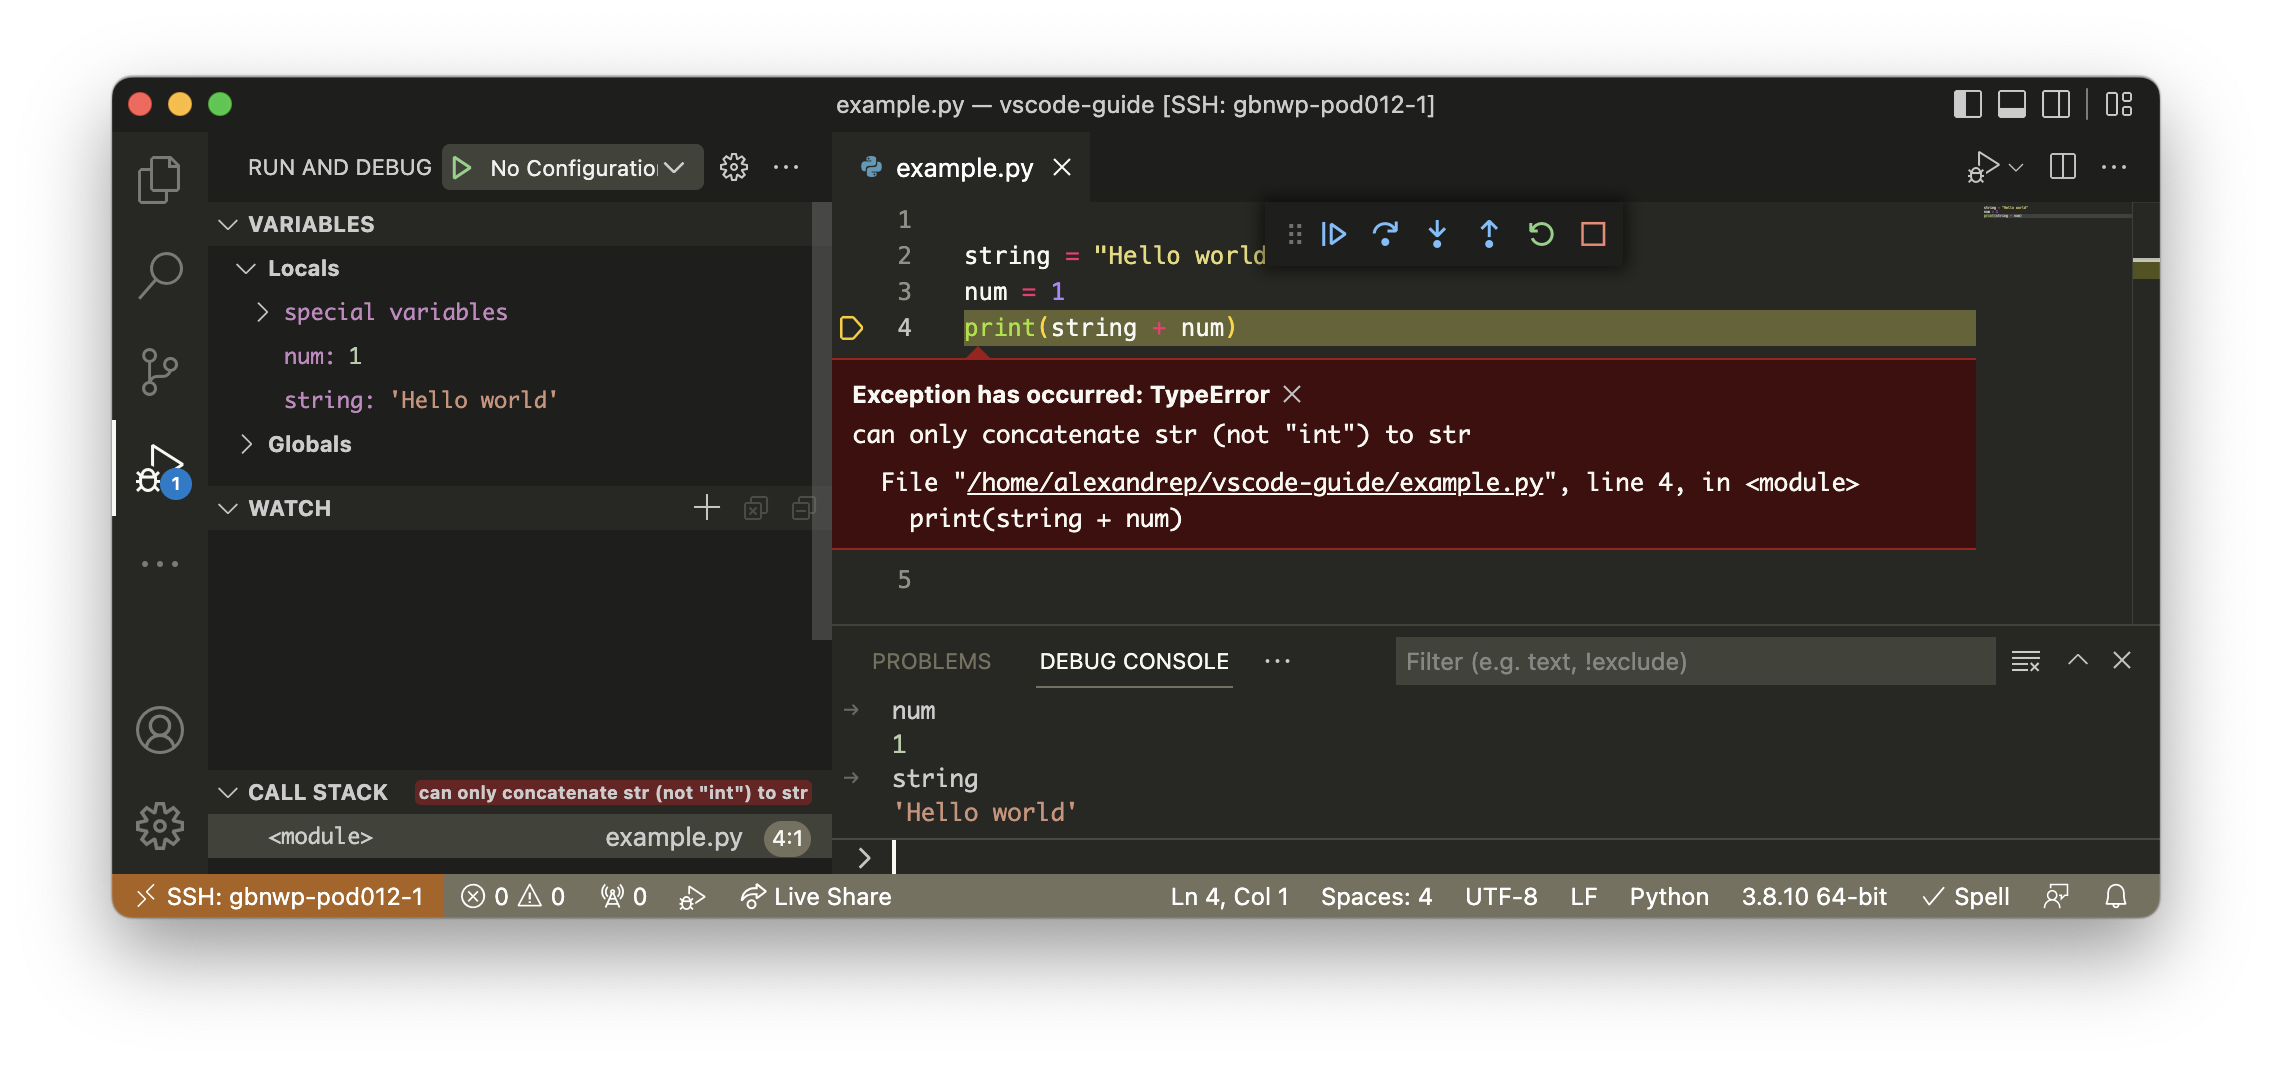 example.py — vscode-guide [SSH: gbnwp-pod012-1]
RUN AND DEBUG
No Configuratio
VARIABLES
Locals
special variables
num: 1
string: 'Hello world'
Globals
1
WATCH
CALL STACK
can only concatenate str (not "int") to str
<module> example.py 4:1
example.py
1
2 string = "Hello world
3 num = 1
4 print(string + num)
Exception has occurred: TypeError
can only concatenate str (not "int") to str
File "/home/alexandrep/vscode-guide/example.py", line 4, in <module>
print(string + num)
5
PROBLEMS DEBUG CONSOLE
Filter (e.g. text, !exclude)
num
1
string
'Hello world'
SSH: gbnwp-pod012-1 0 0 0 Live Share Ln 4, Col 1 Spaces: 4 UTF-8 LF Python 3.8.10 64-bit Spell